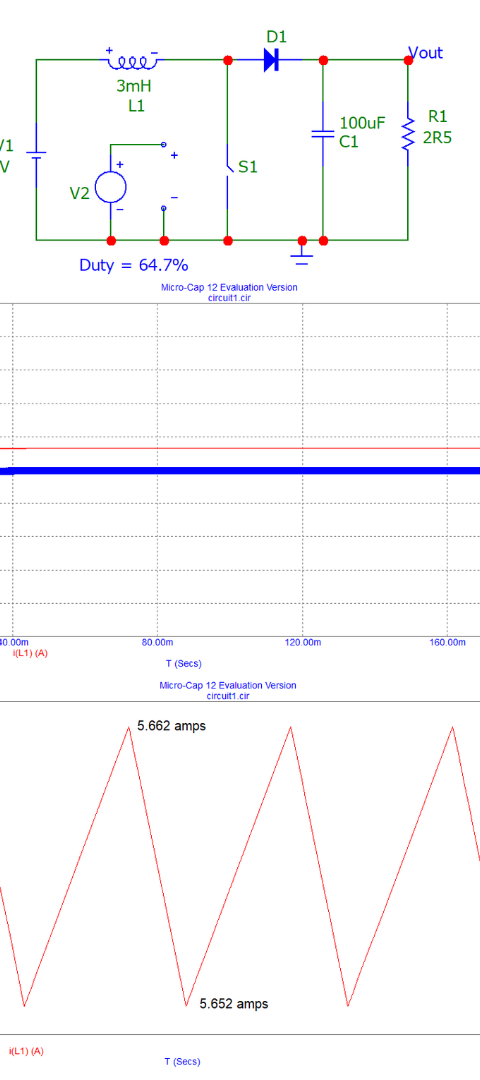 D1
Vout
+ −
3mH
L1
100uF
C1
R1
2R5
V1
V
+
+
V2
S1
−
−
Duty = 64.7%
Micro-Cap 12 Evaluation Version
circuit1.cir
40.00m 80.00m 120.00m 160.00m
i(L1) (A)
T (Secs)
Micro-Cap 12 Evaluation Version
circuit1.cir
5.662 amps
5.652 amps
i(L1) (A)
T (Secs)